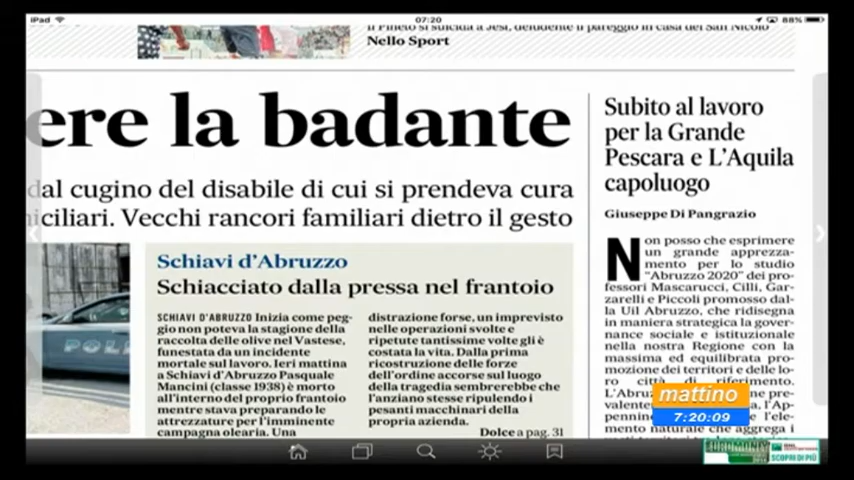 iPad
07:20
88%
Il Pineto si suicida a Jesi, deludente il pareggio in casa del San Nicolò
Nello Sport
ere la badante
dal cugino del disabile di cui si prendeva cura
niciliari. Vecchi rancori familiari dietro il gesto
POL
Schiavi d'Abruzzo
Schiacciato dalla pressa nel frantoio
SCHIAVI D'ABRUZZO Inizia come peg-
gio non poteva la stagione della
raccolta delle olive nel Vastese,
funestata da un incidente
mortale sul lavoro. Ieri mattina
a Schiavi d'Abruzzo Pasquale
Mancini (classe 1938) è morto
all'interno del proprio frantoio
mentre stava preparando le
attrezzature per l'imminente
campagna olearia. Una
distrazione forse, un imprevisto
nelle operazioni svolte e
ripetute tantissime volte gli è
costata la vita. Dalla prima
ricostruzione delle forze
dell'ordine accorse sul luogo
della tragedia sembrerebbe che
l'anziano stesse ripulendo i
pesanti macchinari della
propria azienda.
Dolce a pag. 31
Subito al lavoro
per la Grande
Pescara e L'Aquila
capoluogo
Giuseppe Di Pangrazio
Non posso che esprimere
un grande apprezza-
mento per lo studio
"Abruzzo 2020" dei pro-
fessori Mascarucci, Cilli, Gar-
zarelli e Piccoli promosso dal-
la Uil Abruzzo, che ridisegna
in maniera strategica la gover-
nance sociale e istituzionale
nella nostra Regione con la
massima ed equilibrata pro-
mozione dei territori e delle lo-
ro città di riferimento.
L'Abru
prevalen
pennin
naturale che aggrega i
mattino
7:20:09
SCOPRI DI PIÙ